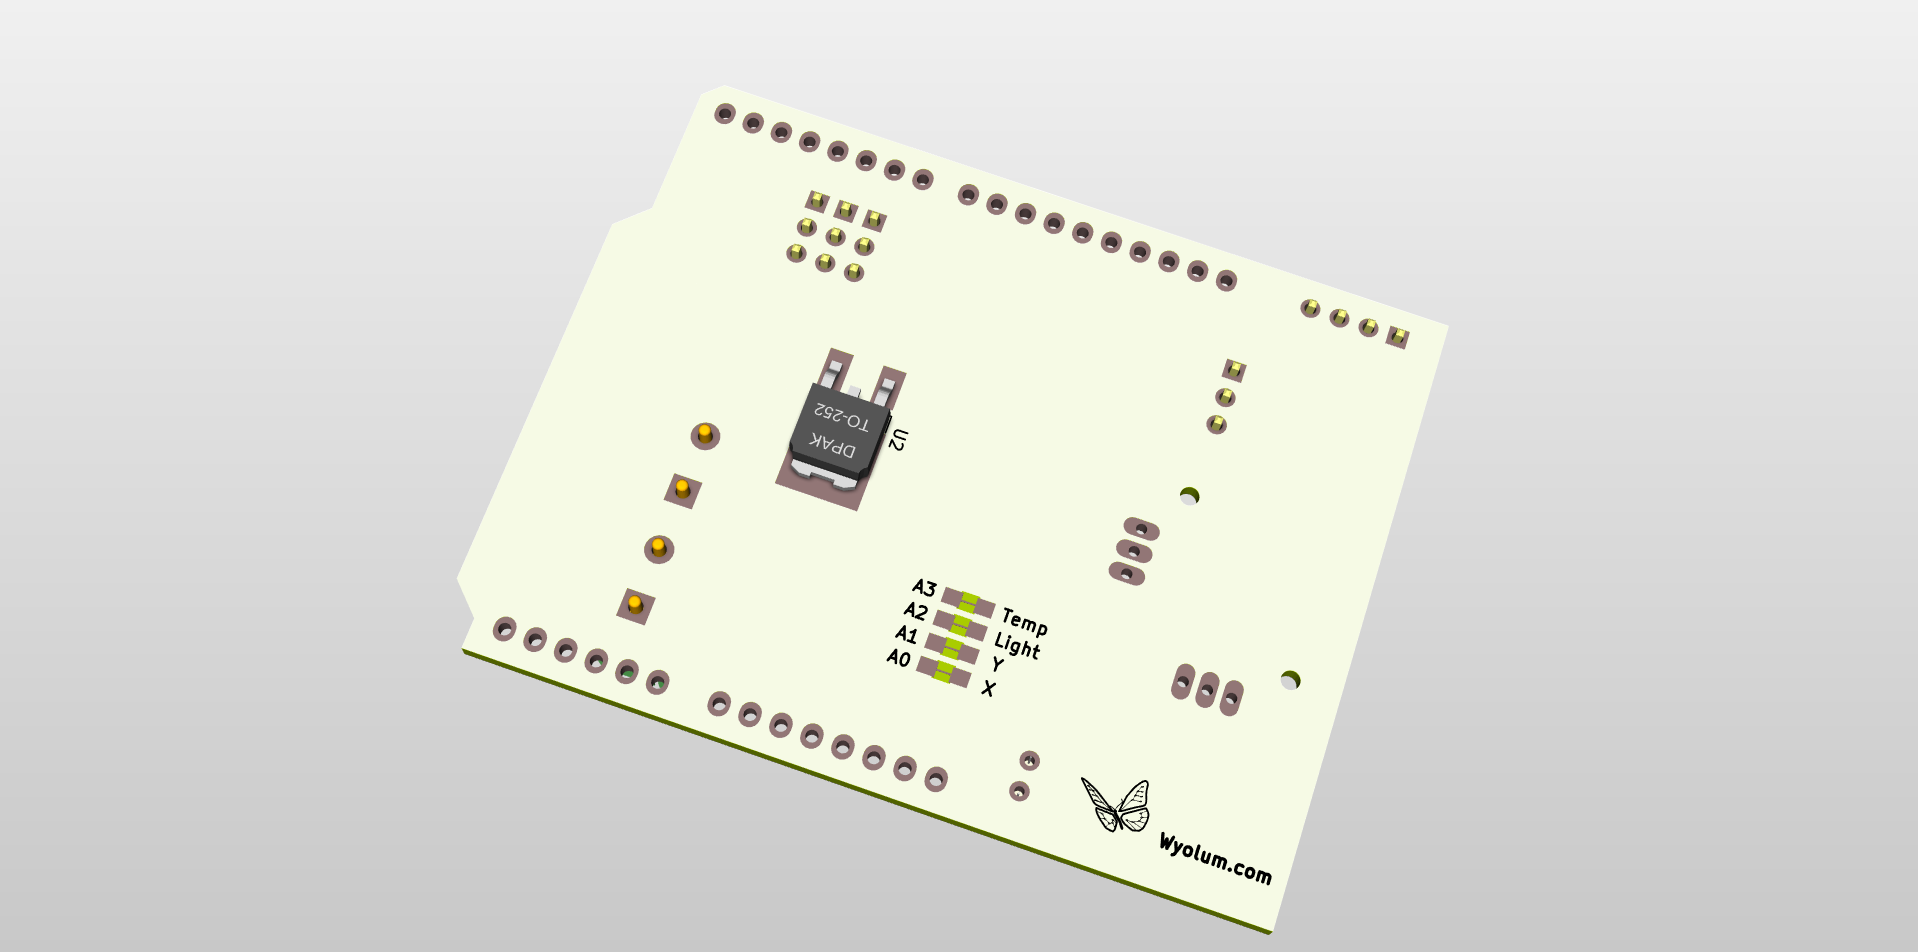 TO-252
DPAK
U2
A3 Temp
A2 Light
A1 Y
A0 X
Wyolum.com